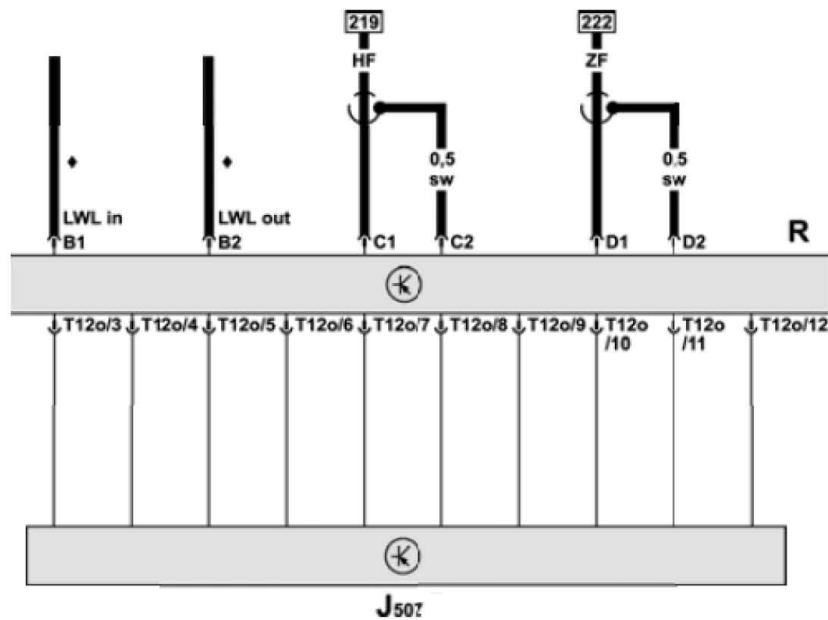 219
222
HF
ZF
0,5
sw
0,5
sw
LWL in
LWL out
R
B1
B2
C1
C2
D1
D2
T12o/3
T12o/4
T12o/5
T12o/6
T12o/7
T12o/8
T12o/9
T12o
/10
T12o
/11
T12o/12
J507